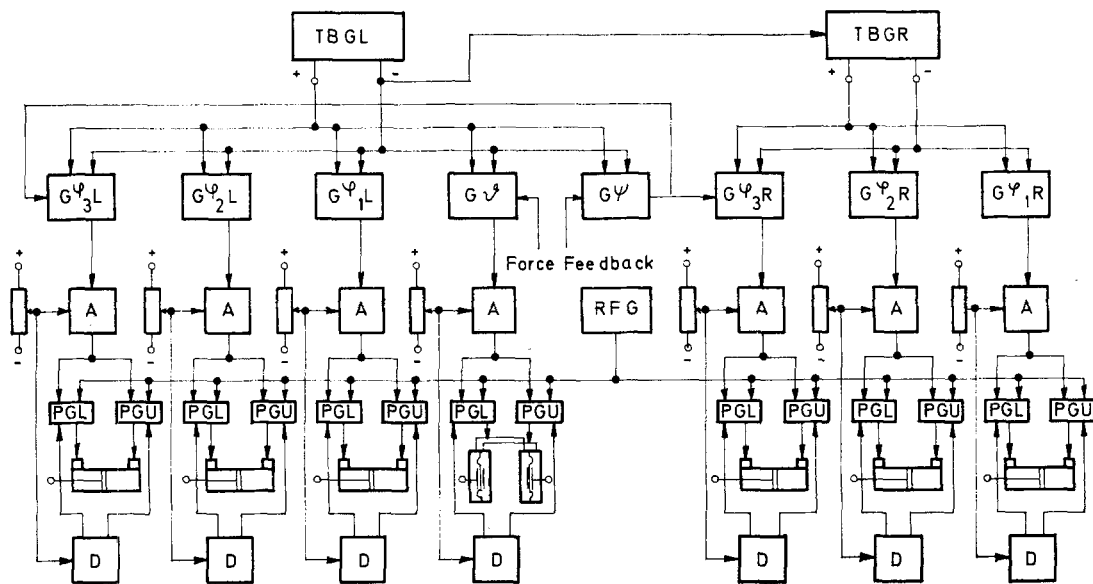 TBGL TBGR
+ - + -
Gφ3L Gφ2L Gφ1L Gϑ Gψ Gφ3R Gφ2R Gφ1R
Force Feedback
+ + + + + + +
A A A A RFG A A A
- - - - - - -
PGL PGU PGL PGU PGL PGU PGL PGU PGL PGU PGL PGU PGL PGU
D D D D D D D